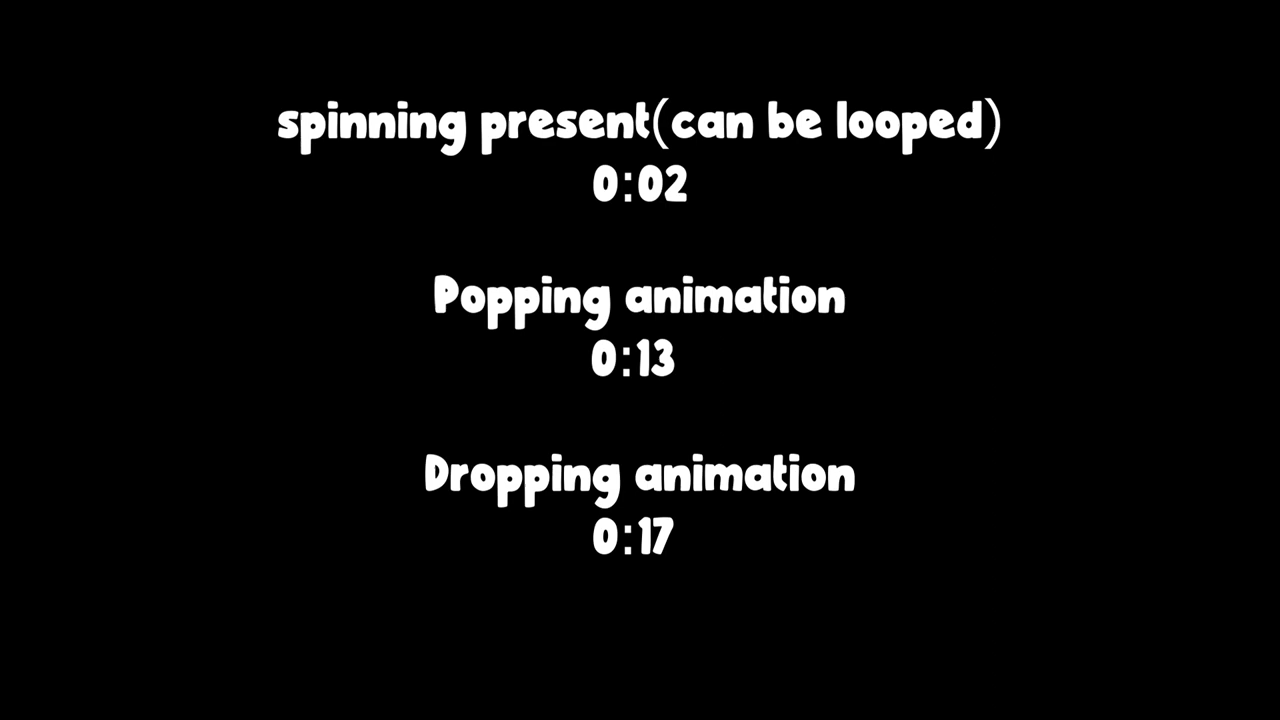 spinning present(can be looped)
0:02
Popping animation
0:13
Dropping animation
0:17